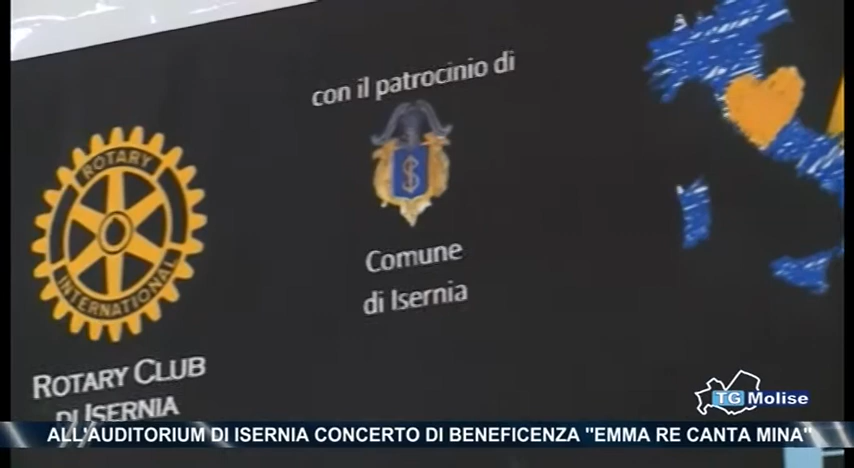 con il patrocinio di
ROTARY
INTERNATIONAL
Comune
di Isernia
ROTARY CLUB
DI ISERNIA
TG Molise
ALL'AUDITORIUM DI ISERNIA CONCERTO DI BENEFICENZA "EMMA RE CANTA MINA"